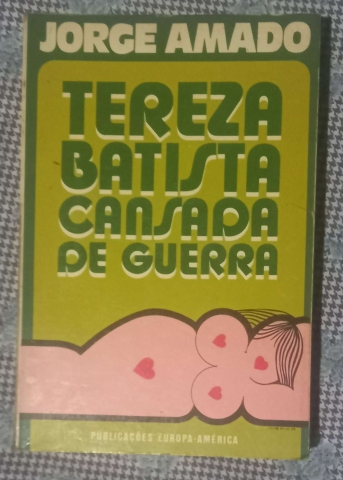 JORGE AMADO
TEREZA
BATISTA
CANSADA
DE GUERRA
PUBLICAÇÕES EUROPA-AMÉRICA